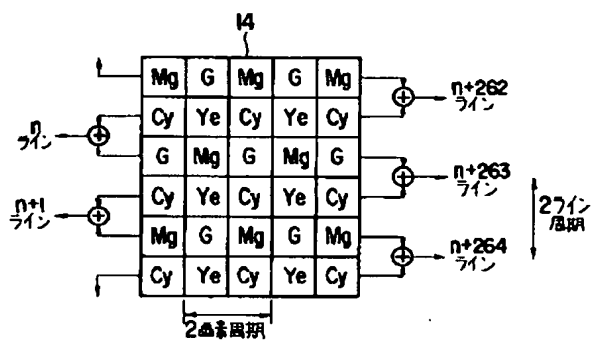 14
Mg G Mg G Mg
Cy Ye Cy Ye Cy
G Mg G Mg G
Cy Ye Cy Ye Cy
Mg G Mg G Mg
Cy Ye Cy Ye Cy
n
ライン
n+1
ライン
n+262
ライン
n+263
ライン
n+264
ライン
2ライン
周期
2画素周期